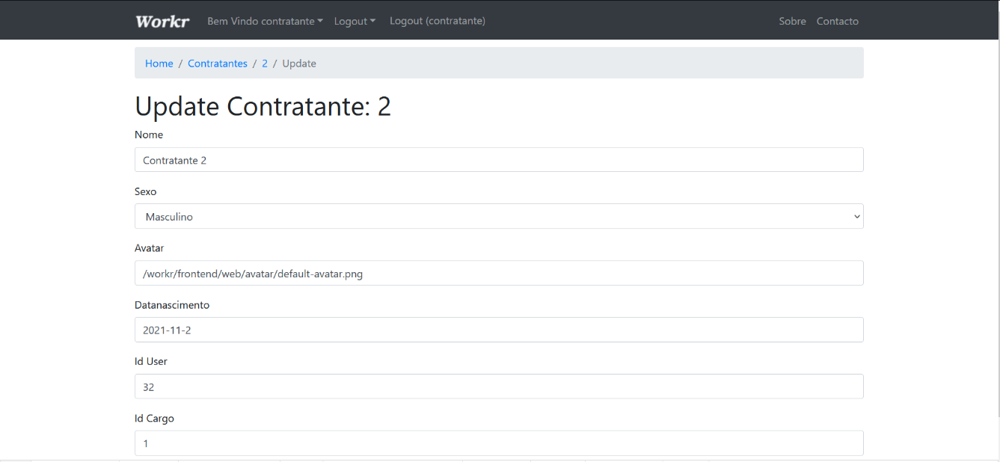 Workr Bem Vindo contratante Logout Logout (contratante) Sobre Contacto
Home / Contratantes / 2 / Update
Update Contratante: 2
Nome
Contratante 2
Sexo
Masculino
Avatar
/workr/frontend/web/avatar/default-avatar.png
Datanascimento
2021-11-2
Id User
32
Id Cargo
1